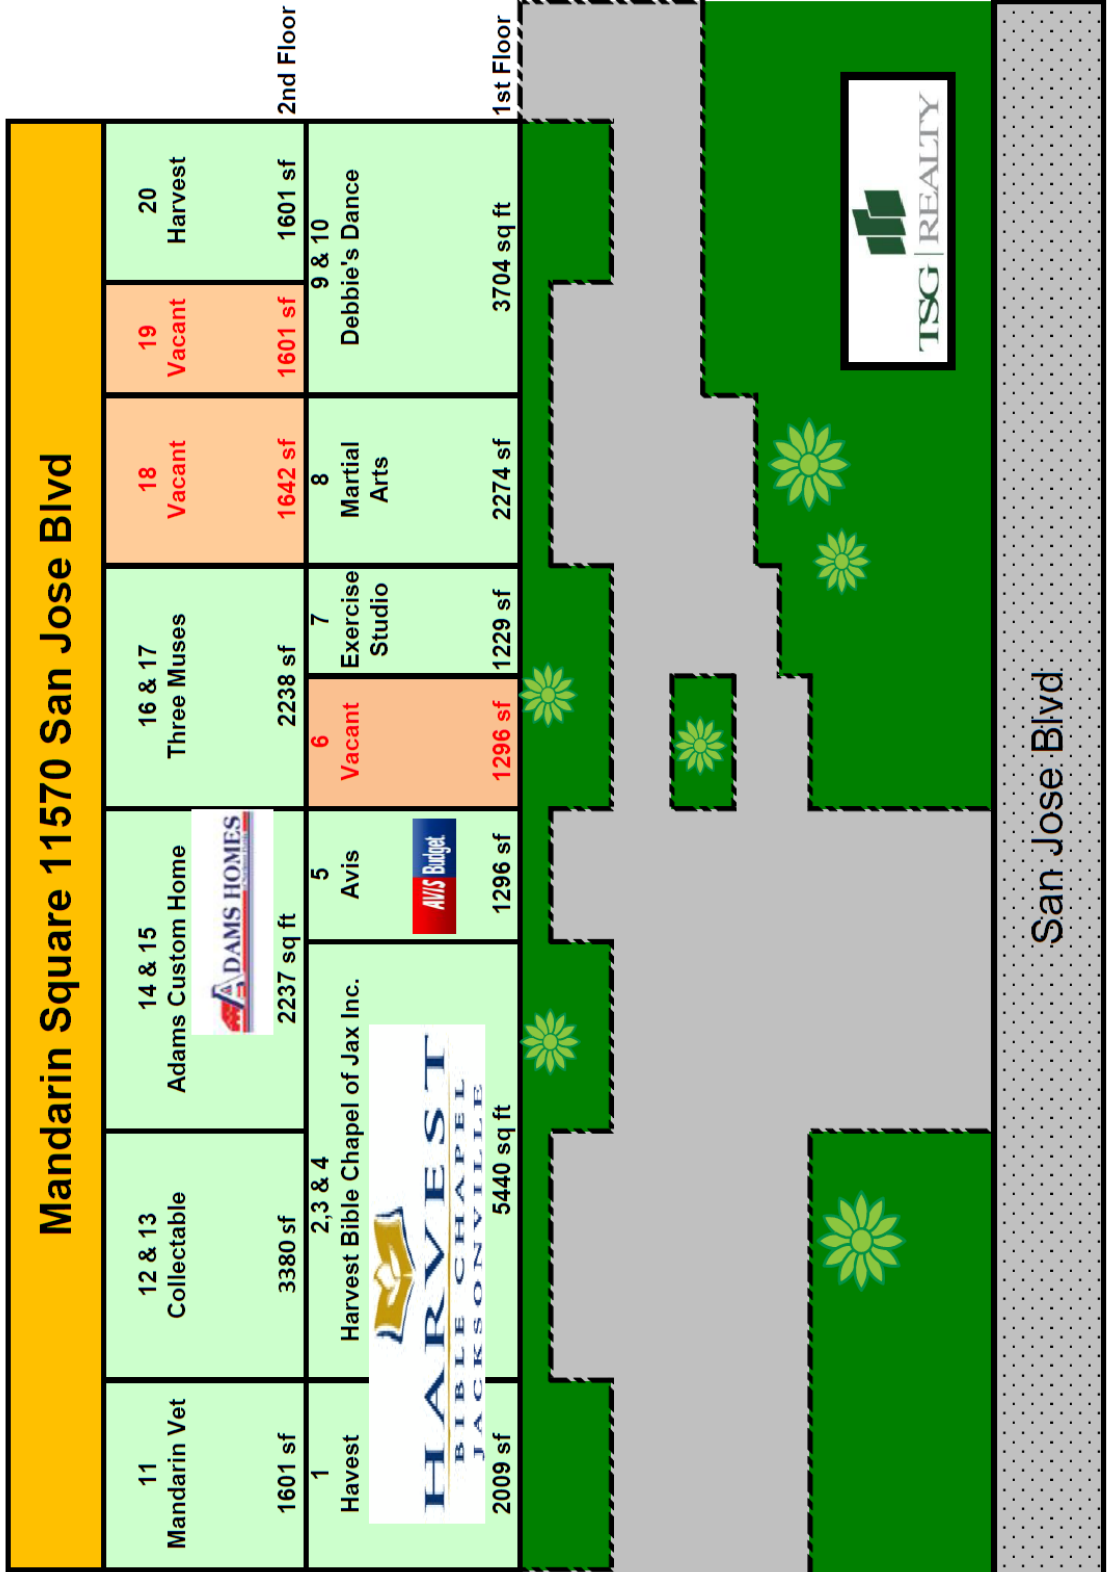 Mandarin Square 11570 San Jose Blvd
11
Mandarin Vet
1601 sf
12 & 13
Collectable
3380 sf
14 & 15
Adams Custom Home
ADAMS HOMES
2237 sq ft
16 & 17
Three Muses
2238 sf
18
Vacant
1642 sf
19
Vacant
1601 sf
20
Harvest
1601 sf
2nd Floor
1
Havest
2009 sf
2,3 & 4
Harvest Bible Chapel of Jax Inc.
HARVEST
BIBLE CHAPEL
JACKSONVILLE
5440 sq ft
5
Avis
AVIS Budget
1296 sf
6
Vacant
1296 sf
7
Exercise
Studio
1229 sf
8
Martial
Arts
2274 sf
9 & 10
Debbie's Dance
3704 sq ft
1st Floor
TSG REALTY
San Jose Blvd